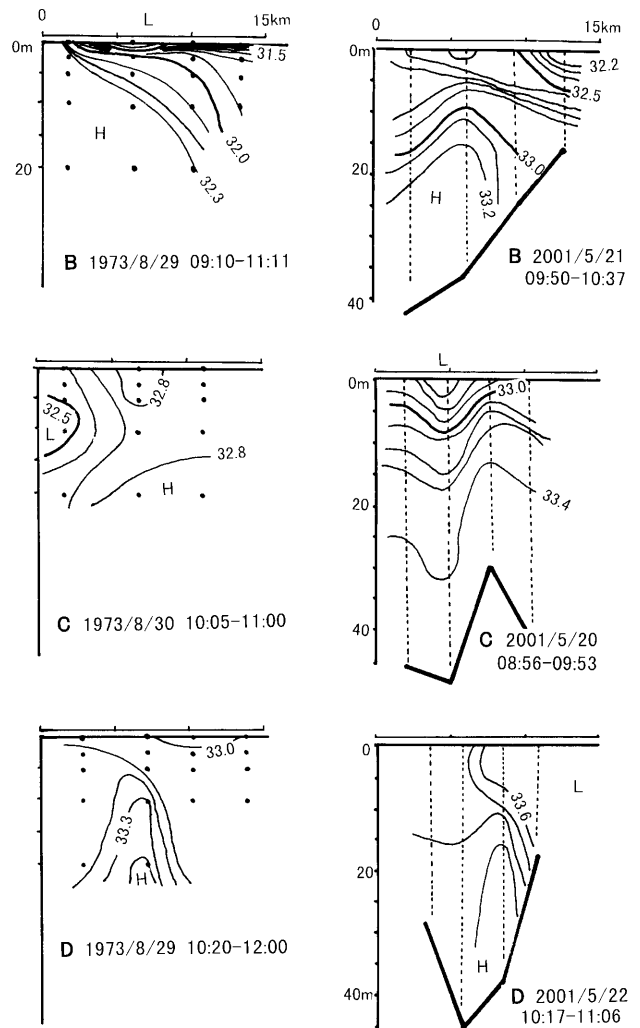 L
15km
0m
31.5
32.0
H
20
32.3
B 1973/8/29 09:10-11:11
0
15km
0m
32.2
32.5
33.0
20
H
33.2
40
B 2001/5/21
09:50-10:37
32.8
32.5
L
32.8
H
C 1973/8/30 10:05-11:00
L
0m
33.0
20
33.4
40
C 2001/5/20
08:56-09:53
33.0
33.3
H
D 1973/8/29 10:20-12:00
0
33.6
L
20
H
40m
D 2001/5/22
10:17-11:06